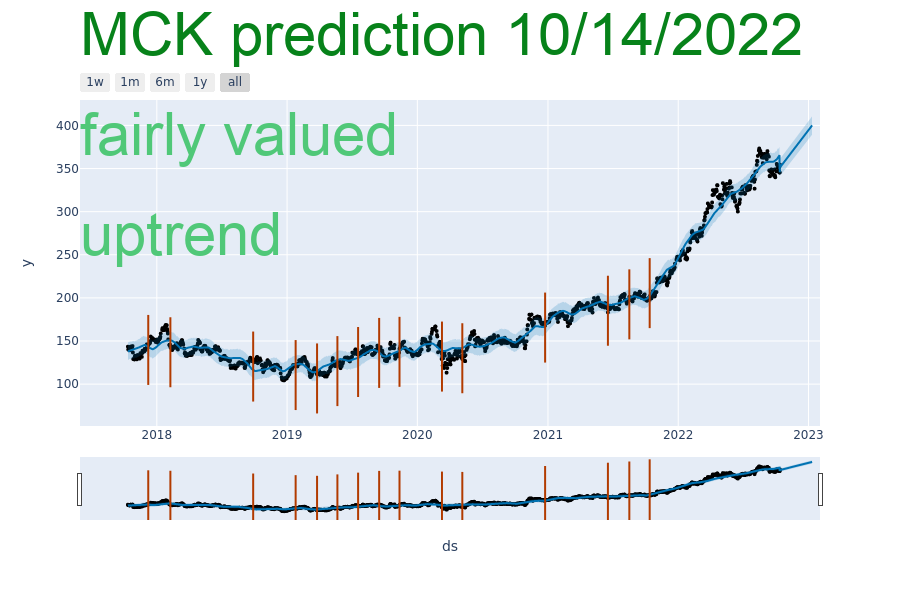 MCK prediction 10/14/2022
1w 1m 6m 1y all
fairly valued
uptrend
400
350
300
250
200
150
100
y
2018 2019 2020 2021 2022 2023
ds